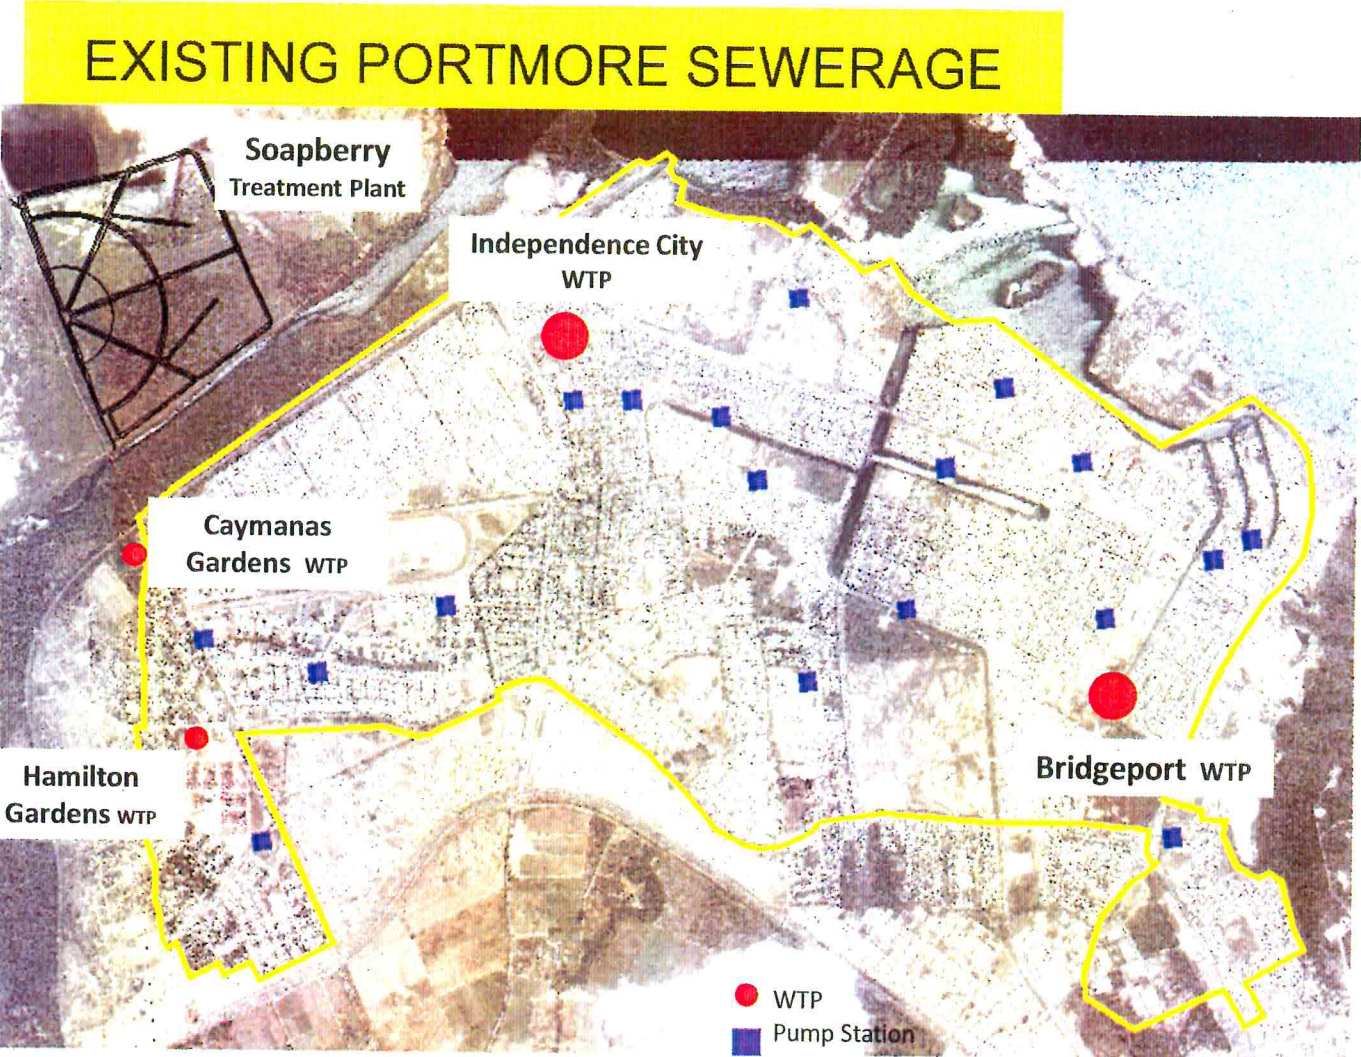 EXISTING PORTMORE SEWERAGE
Soapberry
Treatment Plant
Independence City
WTP
Caymanas
Gardens WTP
Hamilton
Gardens WTP
Bridgeport WTP
WTP
Pump Station